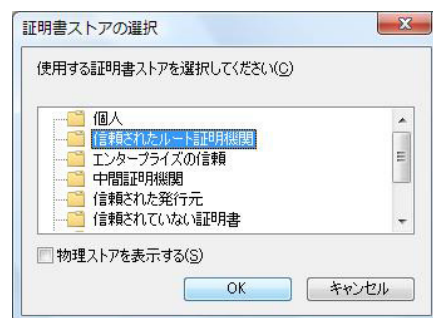 証明書ストアの選択
使用する証明書ストアを選択してください(C)
個人
信頼されたルート証明機関
エンタープライズの信頼
中間証明機関
信頼された発行元
信頼されていない証明書
物理ストアを表示する(S)
OK
キャンセル